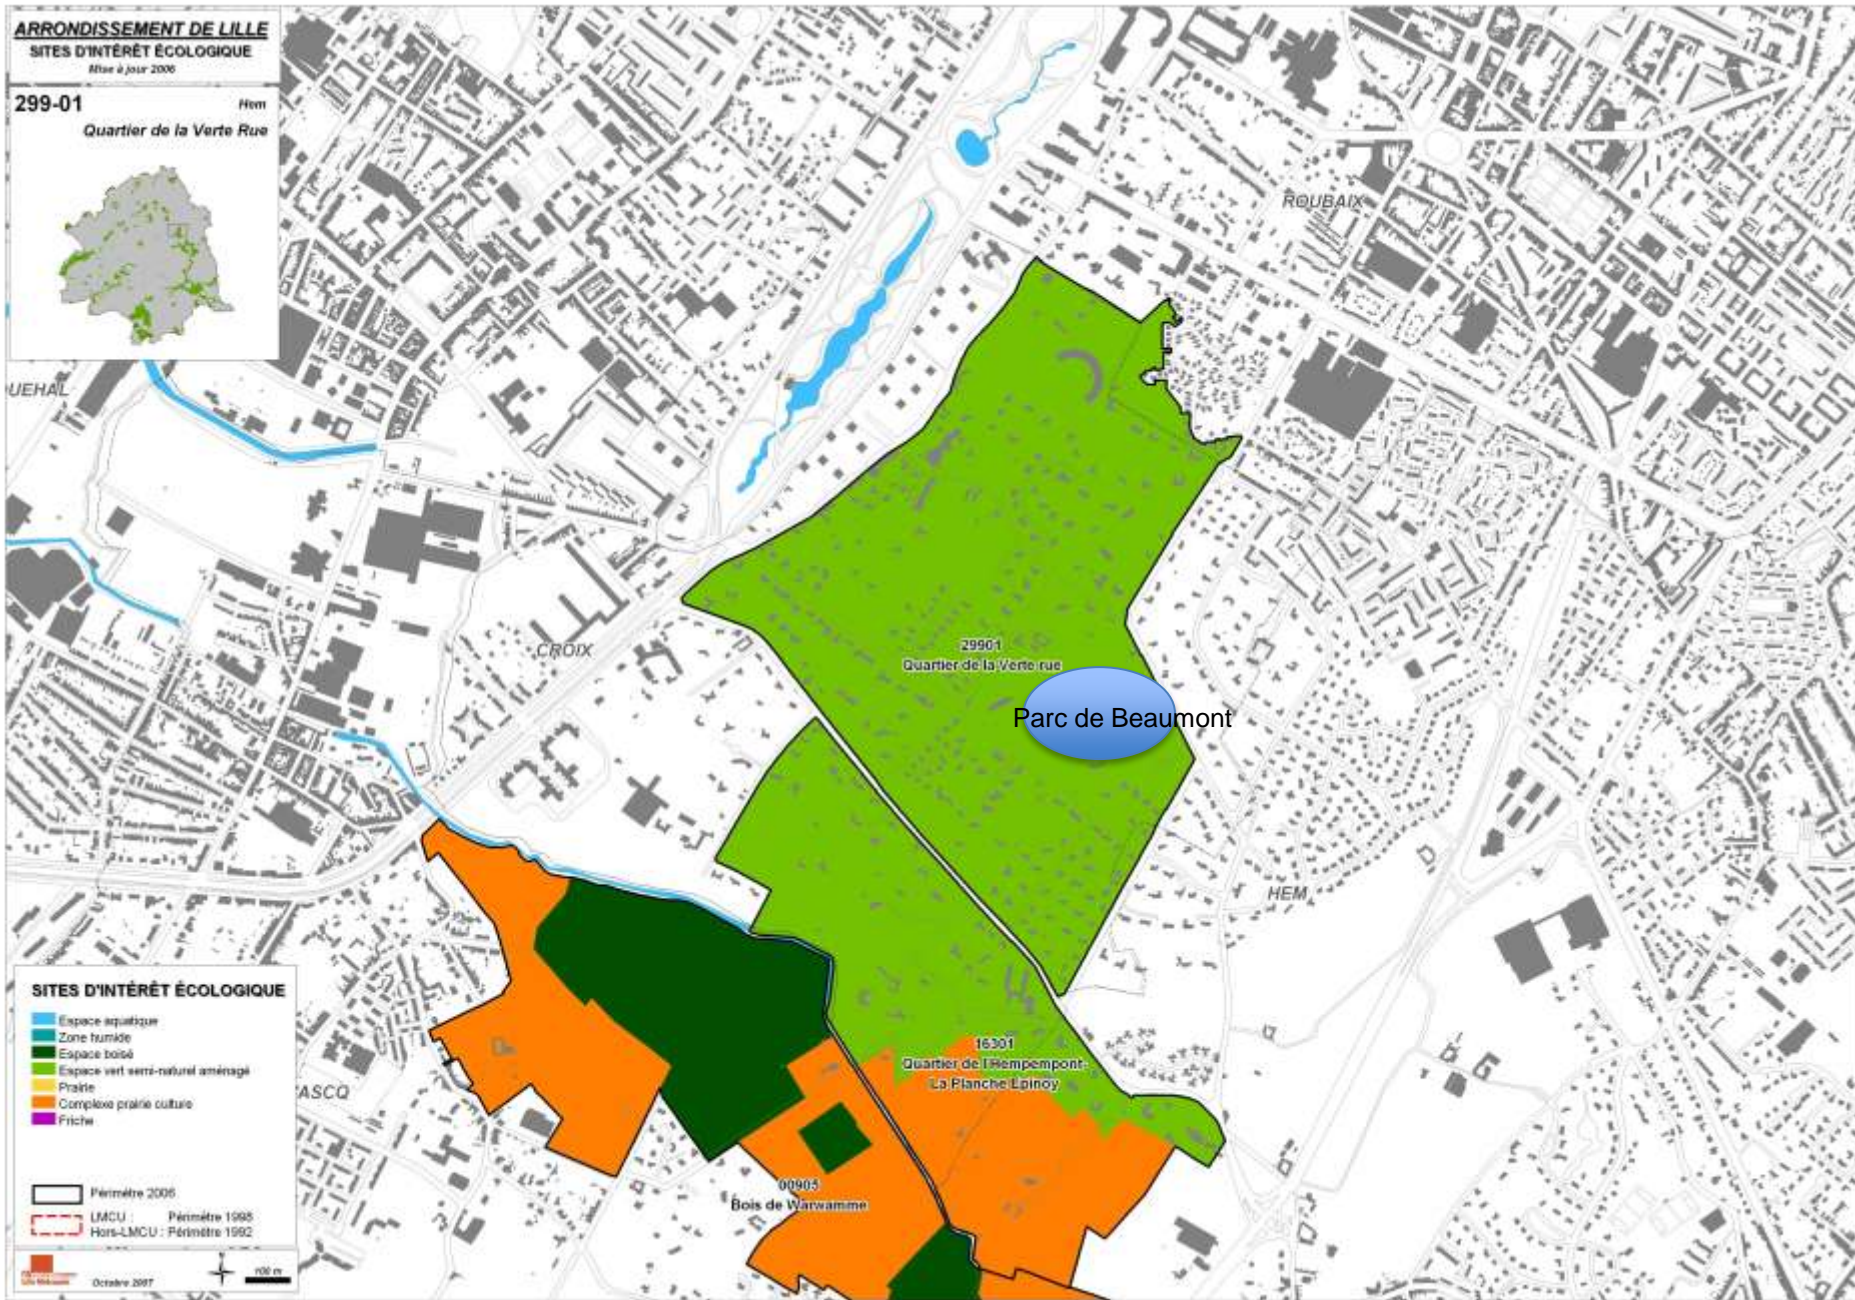 ARRONDISSEMENT DE LILLE
SITES D'INTÉRÊT ÉCOLOGIQUE
Mise à jour 2006
299-01
Hem
Quartier de la Verte Rue
ROUBAIX
UEHAL
CROIX
29901
Quartier de la Verte rue
Parc de Beaumont
HEM
16301
Quartier de l'Hempempont-
La Planche Epinoy
ASCQ
00905
Bois de Warwamme
SITES D'INTÉRÊT ÉCOLOGIQUE
Espace aquatique
Zone humide
Espace boisé
Espace vert semi-naturel aménagé
Prairie
Complexe prairie culture
Friche
Périmètre 2006
LMCU : Périmètre 1998
Hors-LMCU : Périmètre 1992
Octobre 2007
100 m